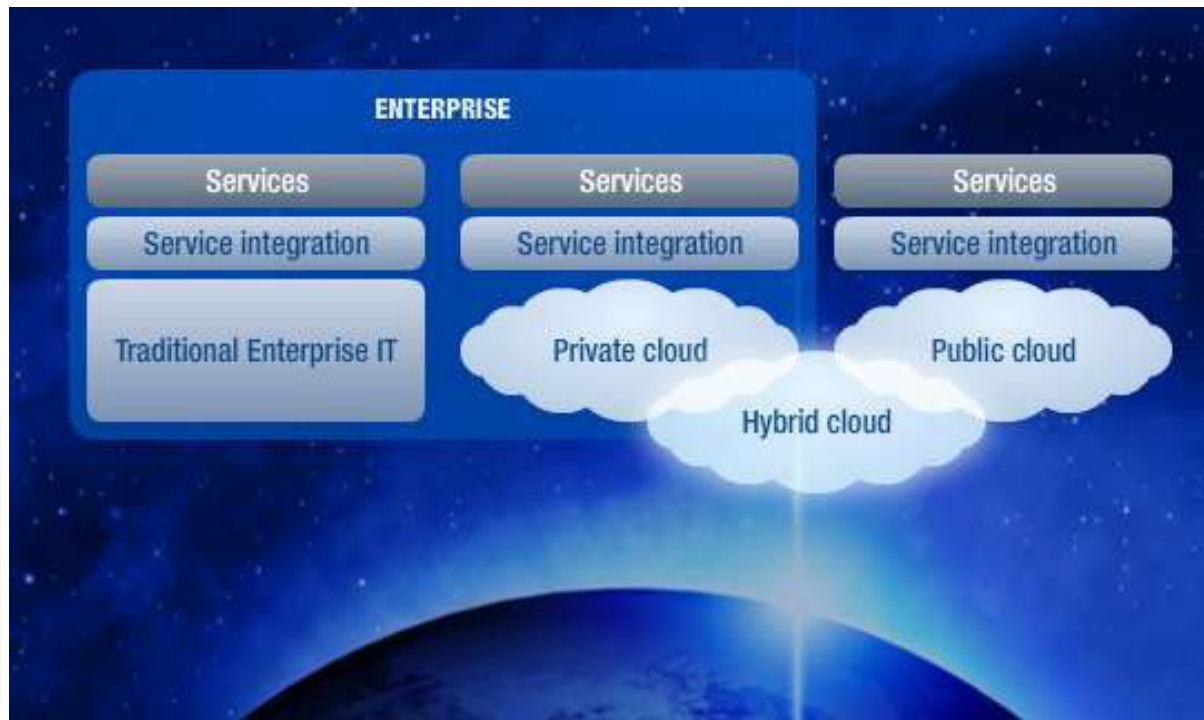 ENTERPRISE
Services
Services
Services
Service integration
Service integration
Service integration
Traditional Enterprise IT
Private cloud
Public cloud
Hybrid cloud